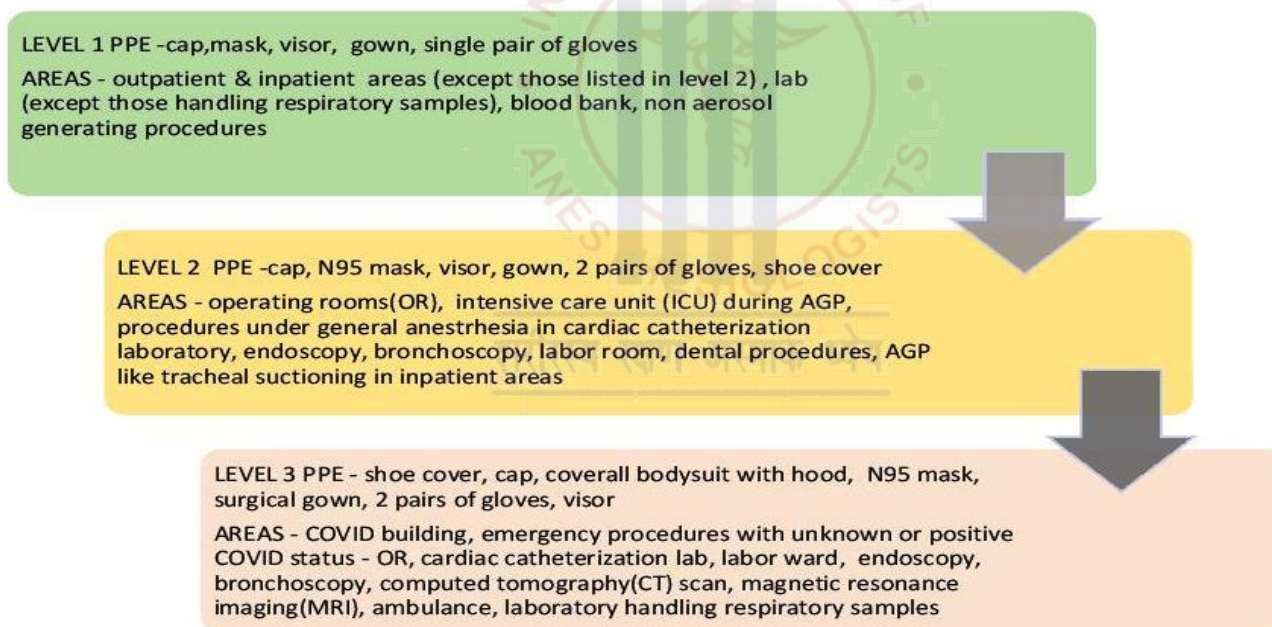 LEVEL 1 PPE -cap,mask, visor, gown, single pair of gloves
AREAS - outpatient & inpatient areas (except those listed in level 2) , lab
(except those handling respiratory samples), blood bank, non aerosol
generating procedures
LEVEL 2 PPE -cap, N95 mask, visor, gown, 2 pairs of gloves, shoe cover
AREAS - operating rooms(OR), intensive care unit (ICU) during AGP,
procedures under general anestrhesia in cardiac catheterization
laboratory, endoscopy, bronchoscopy, labor room, dental procedures, AGP
like tracheal suctioning in inpatient areas
LEVEL 3 PPE - shoe cover, cap, coverall bodysuit with hood, N95 mask,
surgical gown, 2 pairs of gloves, visor
AREAS - COVID building, emergency procedures with unknown or positive
COVID status - OR, cardiac catheterization lab, labor ward, endoscopy,
bronchoscopy, computed tomography(CT) scan, magnetic resonance
imaging(MRI), ambulance, laboratory handling respiratory samples